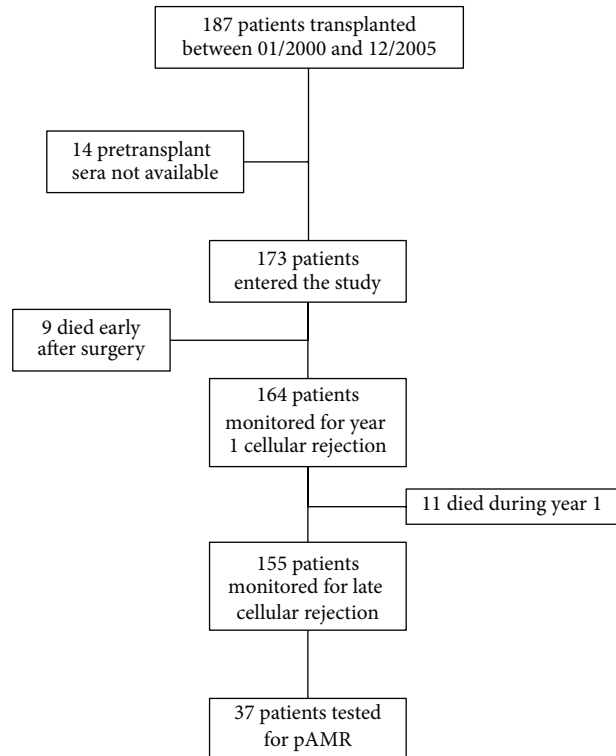 187 patients transplanted
between 01/2000 and 12/2005
14 pretransplant
sera not available
173 patients
entered the study
9 died early
after surgery
164 patients
monitored for year
1 cellular rejection
11 died during year 1
155 patients
monitored for late
cellular rejection
37 patients tested
for pAMR